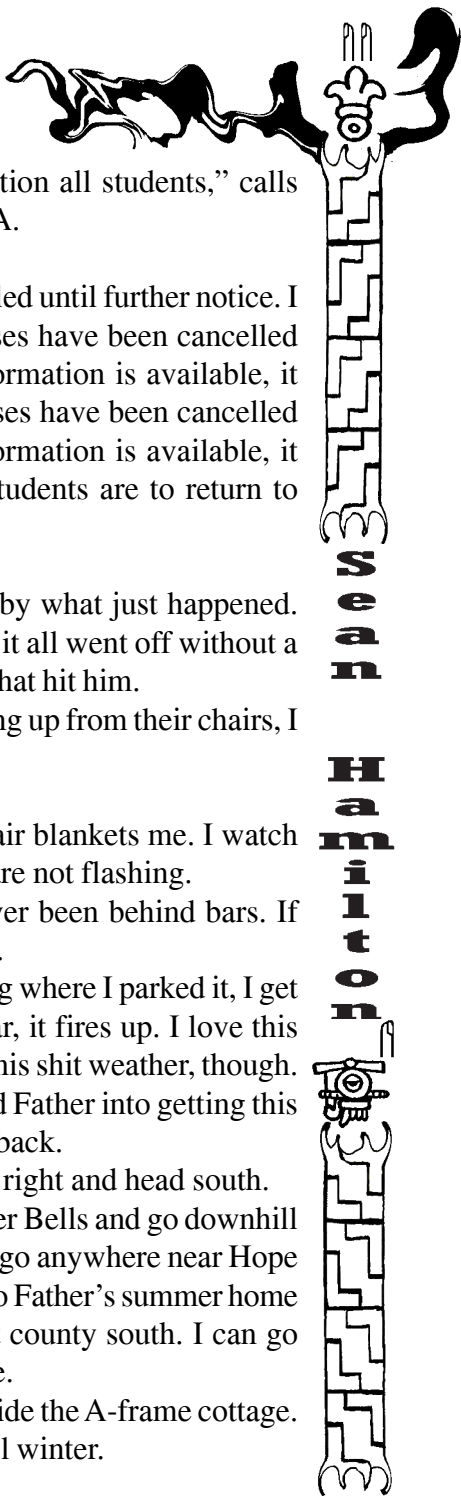 tion all students,” calls
A.
led until further notice. I
ses have been cancelled
ormation is available, it
ses have been cancelled
ormation is available, it
tudents are to return to
by what just happened.
it all went off without a
hat hit him.
ng up from their chairs, I
air blankets me. I watch
are not flashing.
ver been behind bars. If
.
g where I parked it, I get
ar, it fires up. I love this
his shit weather, though.
d Father into getting this
back.
right and head south.
er Bells and go downhill
go anywhere near Hope
o Father’s summer home
county south. I can go
e.
ide the A-frame cottage.
l winter.
Sean Hamilton